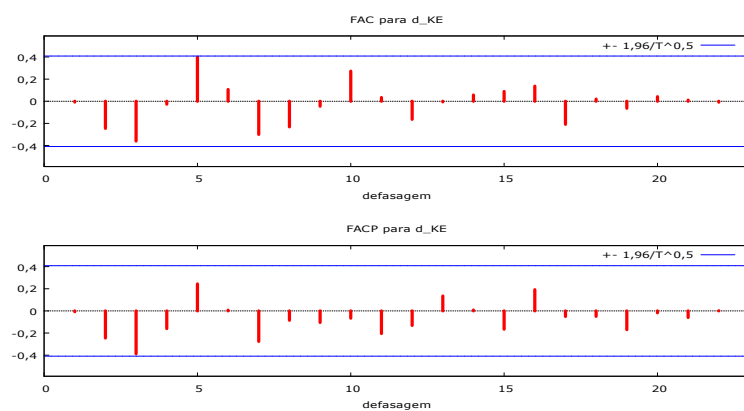 FAC para d_KE
+- 1,96/T^0,5
0,4
0,2
0
-0,2
-0,4
0 5 10 15 20
defasagem
FACP para d_KE
+- 1,96/T^0,5
0,4
0,2
0
-0,2
-0,4
0 5 10 15 20
defasagem